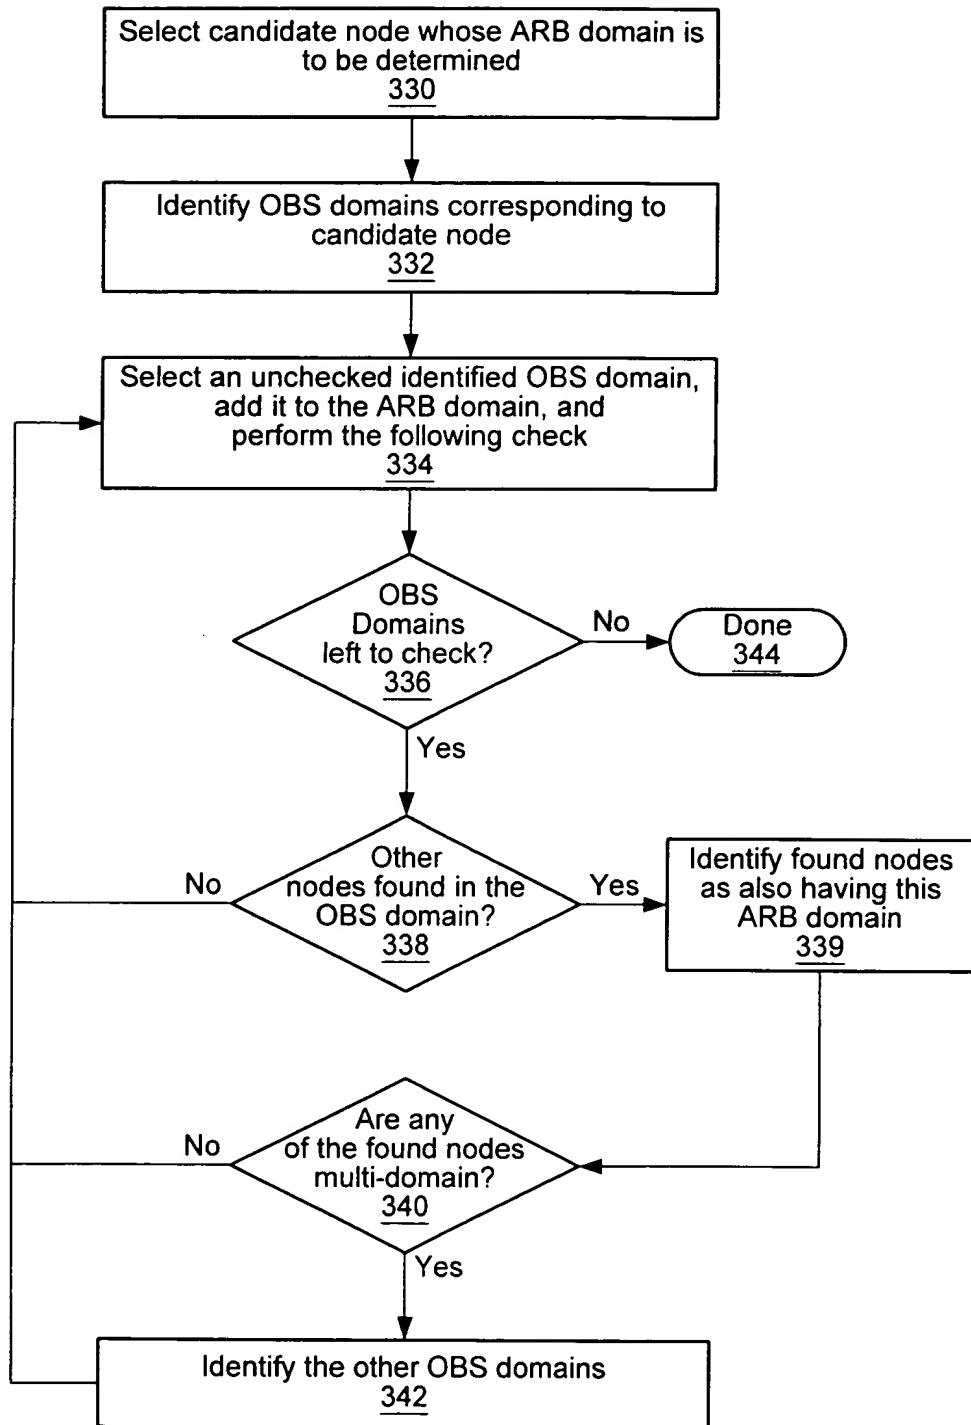 Select candidate node whose ARB domain is
to be determined
330
Identify OBS domains corresponding to
candidate node
332
Select an unchecked identified OBS domain,
add it to the ARB domain, and
perform the following check
334
OBS
Domains
left to check?
336
No
Done
344
Yes
Other
nodes found in the
OBS domain?
338
No
Yes
Identify found nodes
as also having this
ARB domain
339
Are any
of the found nodes
multi-domain?
340
No
Yes
Identify the other OBS domains
342